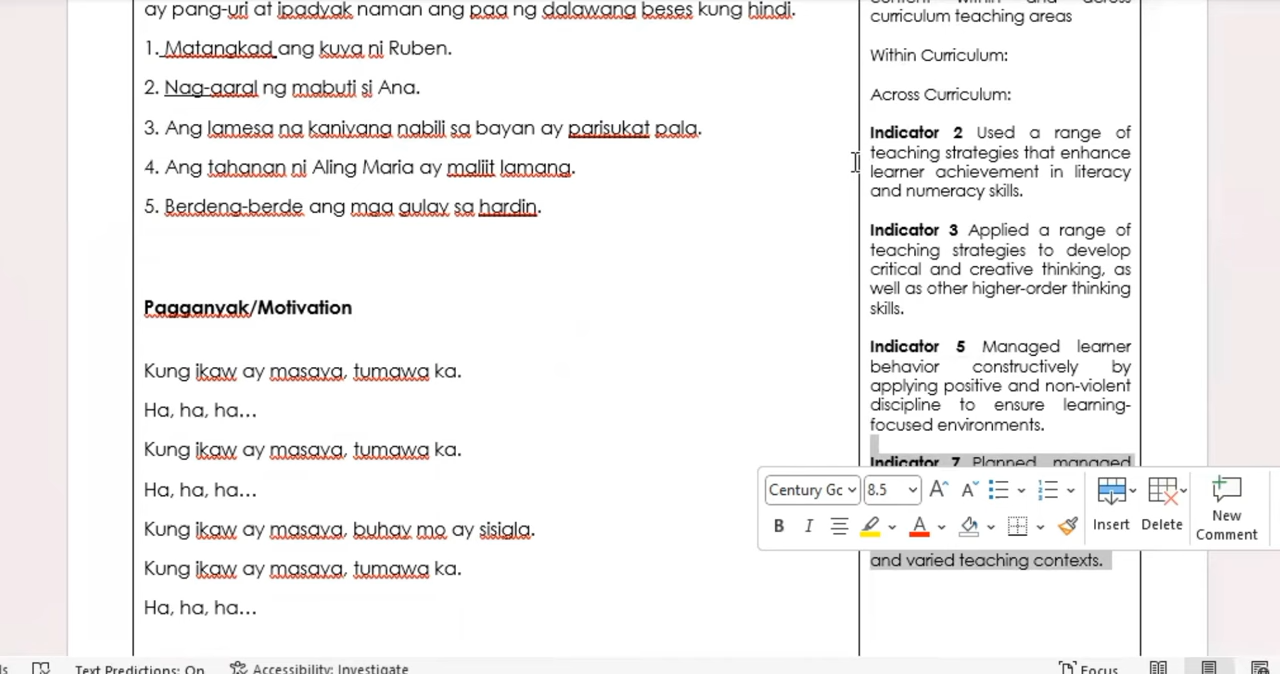 ay pang-uri at ipadyak naman ang paa ng dalawang beses kung hindi.
1. Matangkad ang kuya ni Ruben.
2. Nag-aaral ng mabuti si Ana.
3. Ang lamesa na kaniyang nabili sa bayan ay parisukat pala.
4. Ang tahanan ni Aling Maria ay maliit lamang.
5. Berdeng-berde ang mga gulay sa hardin.
Pagganyak/Motivation
Kung ikaw ay masaya, tumawa ka.
Ha, ha, ha…
Kung ikaw ay masaya, tumawa ka.
Ha, ha, ha…
Kung ikaw ay masaya, buhay mo ay sisigla.
Kung ikaw ay masaya, tumawa ka.
Ha, ha, ha…
content within and across
curriculum teaching areas
Within Curriculum:
Across Curriculum:
Indicator 2 Used a range of
teaching strategies that enhance
learner achievement in literacy
and numeracy skills.
Indicator 3 Applied a range of
teaching strategies to develop
critical and creative thinking, as
well as other higher-order thinking
skills.
Indicator 5 Managed learner
behavior constructively by
applying positive and non-violent
discipline to ensure learning-
focused environments.
Indicator 7 Planned managed
and varied teaching contexts.
Century Gc 8.5
B I A Insert Delete New
Comment
Text Predictions: On Accessibility: Investigate Focus